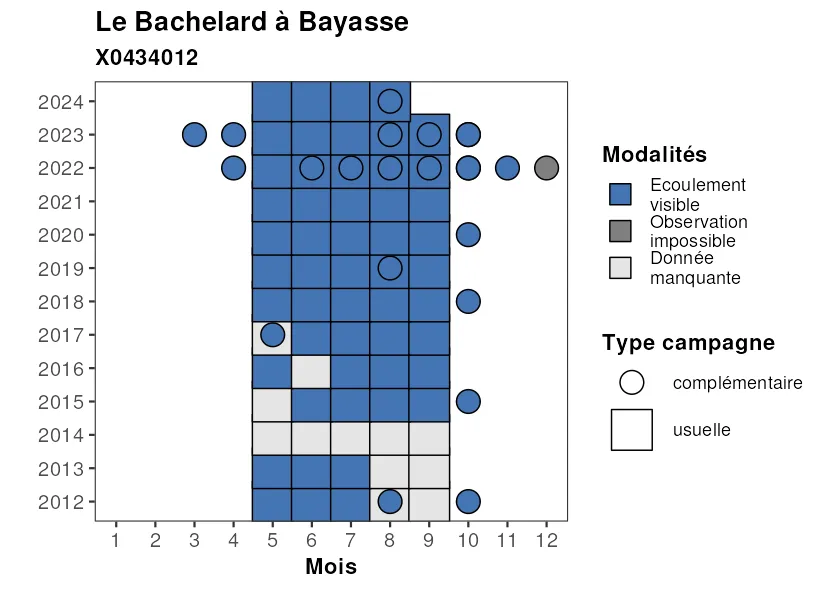 Le Bachelard à Bayasse
X0434012
2024
2023
2022
2021
2020
2019
2018
2017
2016
2015
2014
2013
2012
1 2 3 4 5 6 7 8 9 10 11 12
Mois
Modalités
Ecoulement
visible
Observation
impossible
Donnée
manquante
Type campagne
complémentaire
usuelle